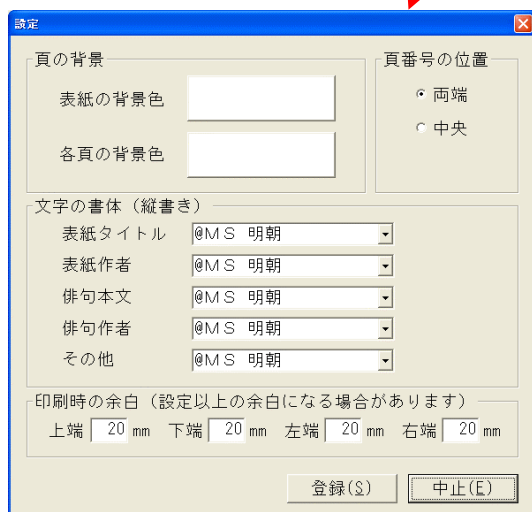 設定
頁の背景
表紙の背景色
各頁の背景色
頁番号の位置
両端
中央
文字の書体（縦書き）
表紙タイトル @ＭＳ 明朝
表紙作者 @ＭＳ 明朝
俳句本文 @ＭＳ 明朝
俳句作者 @ＭＳ 明朝
その他 @ＭＳ 明朝
印刷時の余白（設定以上の余白になる場合があります）
上端 20 mm 下端 20 mm 左端 20 mm 右端 20 mm
登録(S) 中止(E)